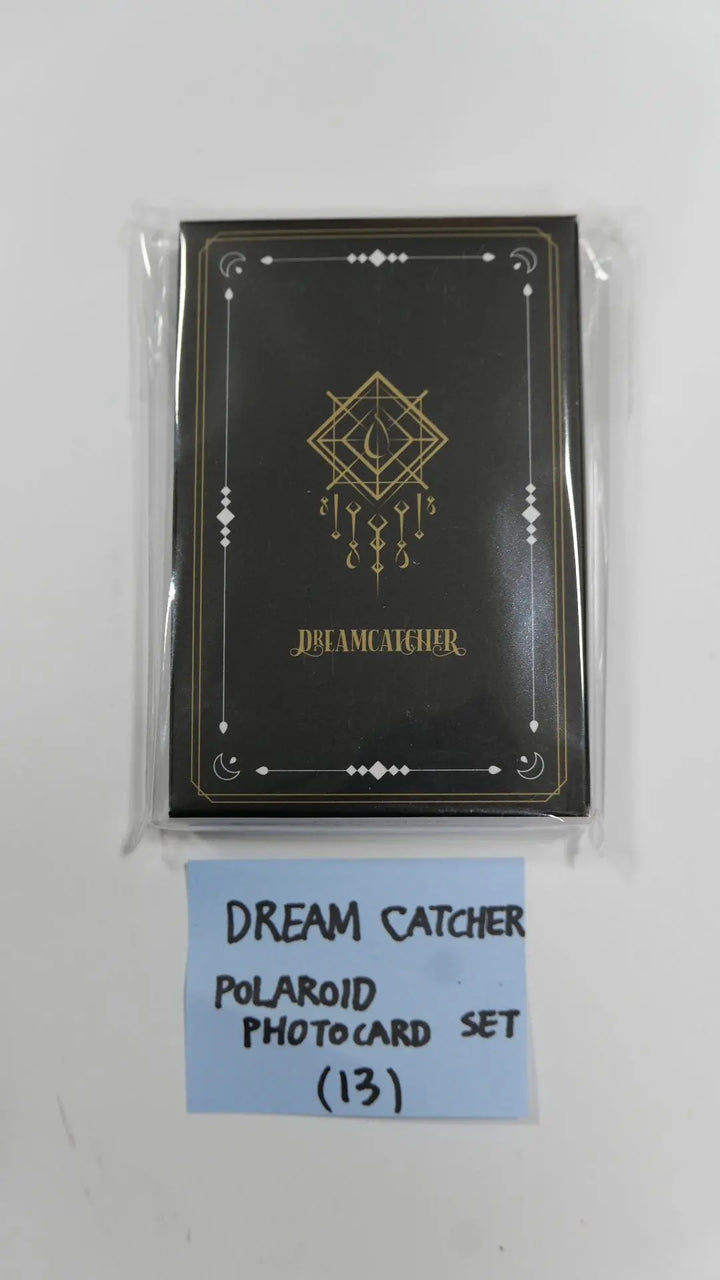 DREAMCATCHER
DREAM CATCHER
POLAROID
PHOTOCARD SET
(13)